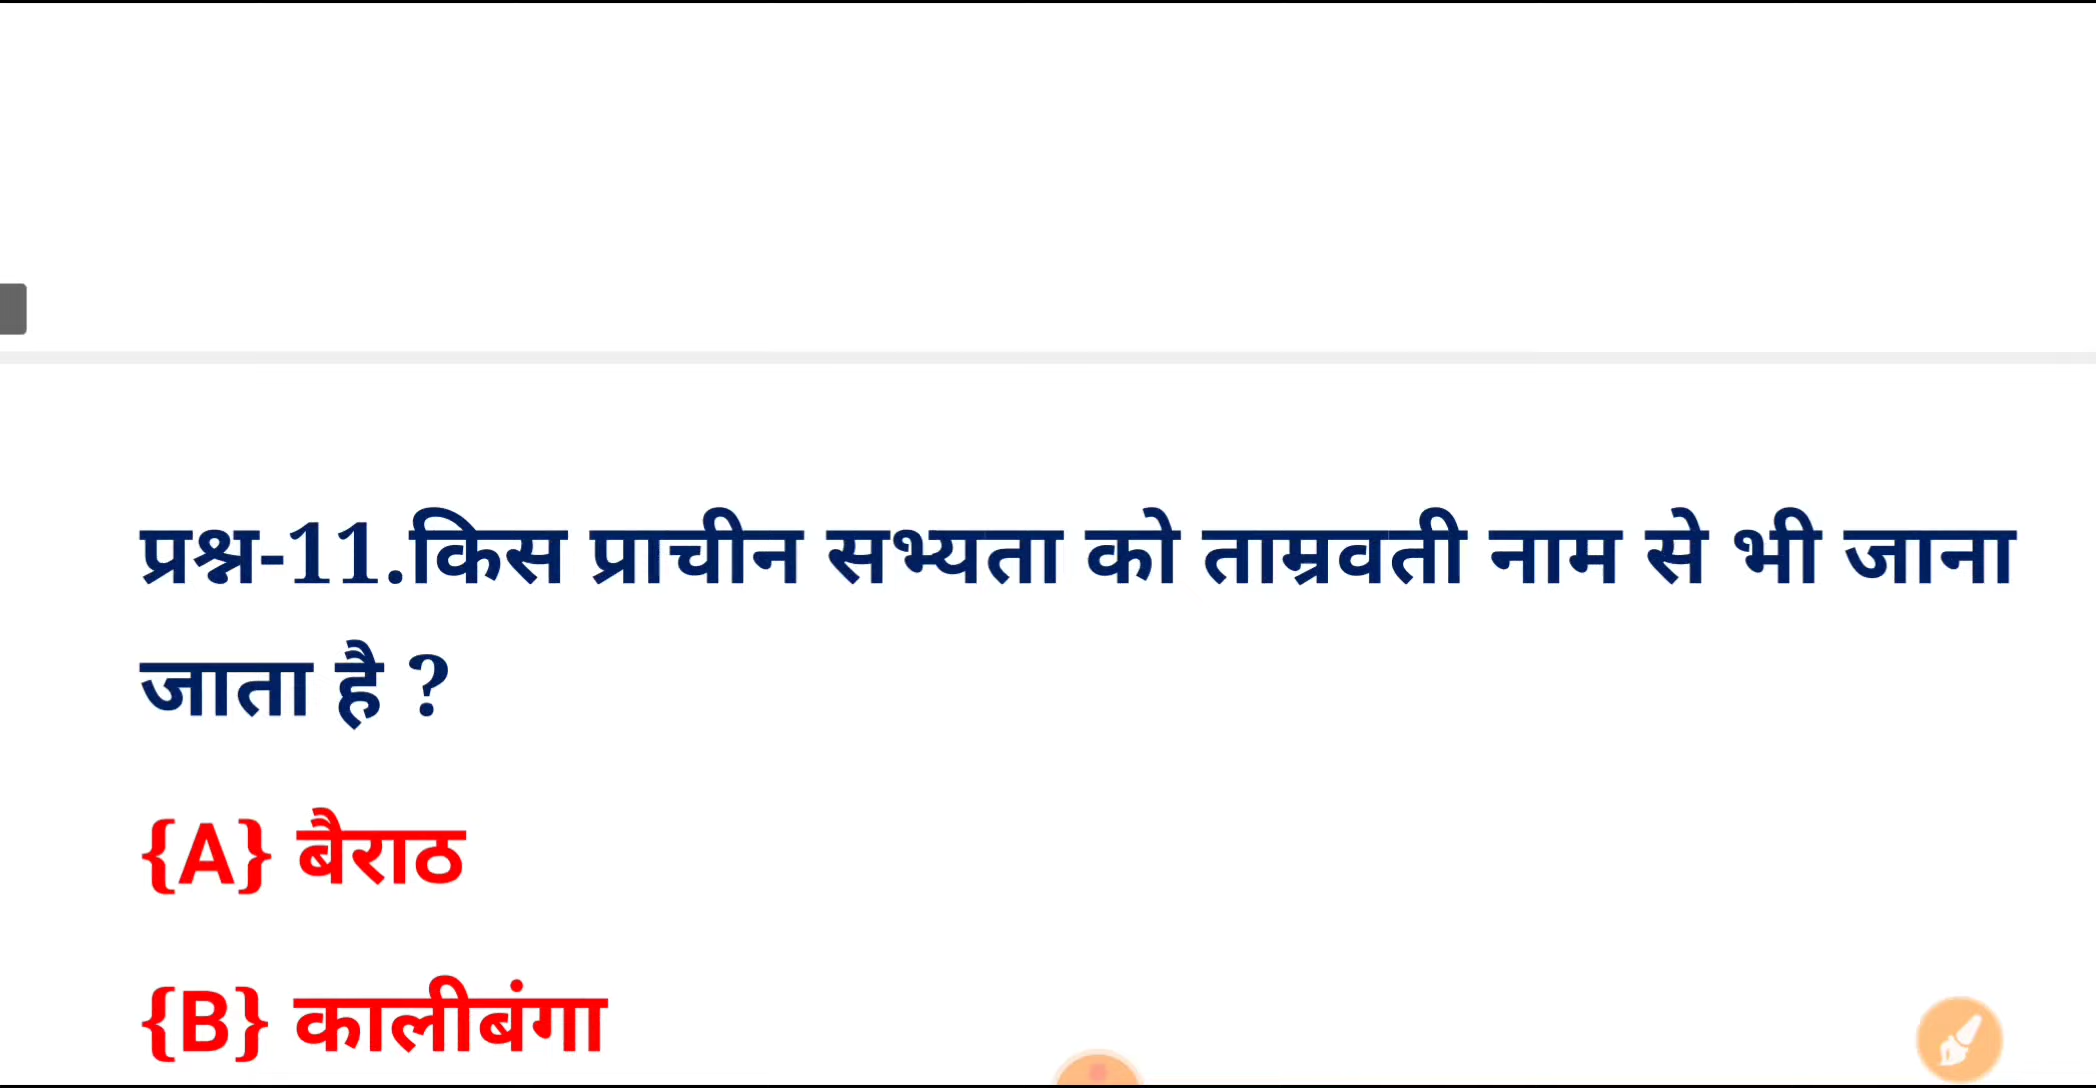 प्रश्न-11.किस प्राचीन सभ्यता को ताम्रवती नाम से भी जाना
जाता है ?
{A} बैराठ
{B} कालीबंगा